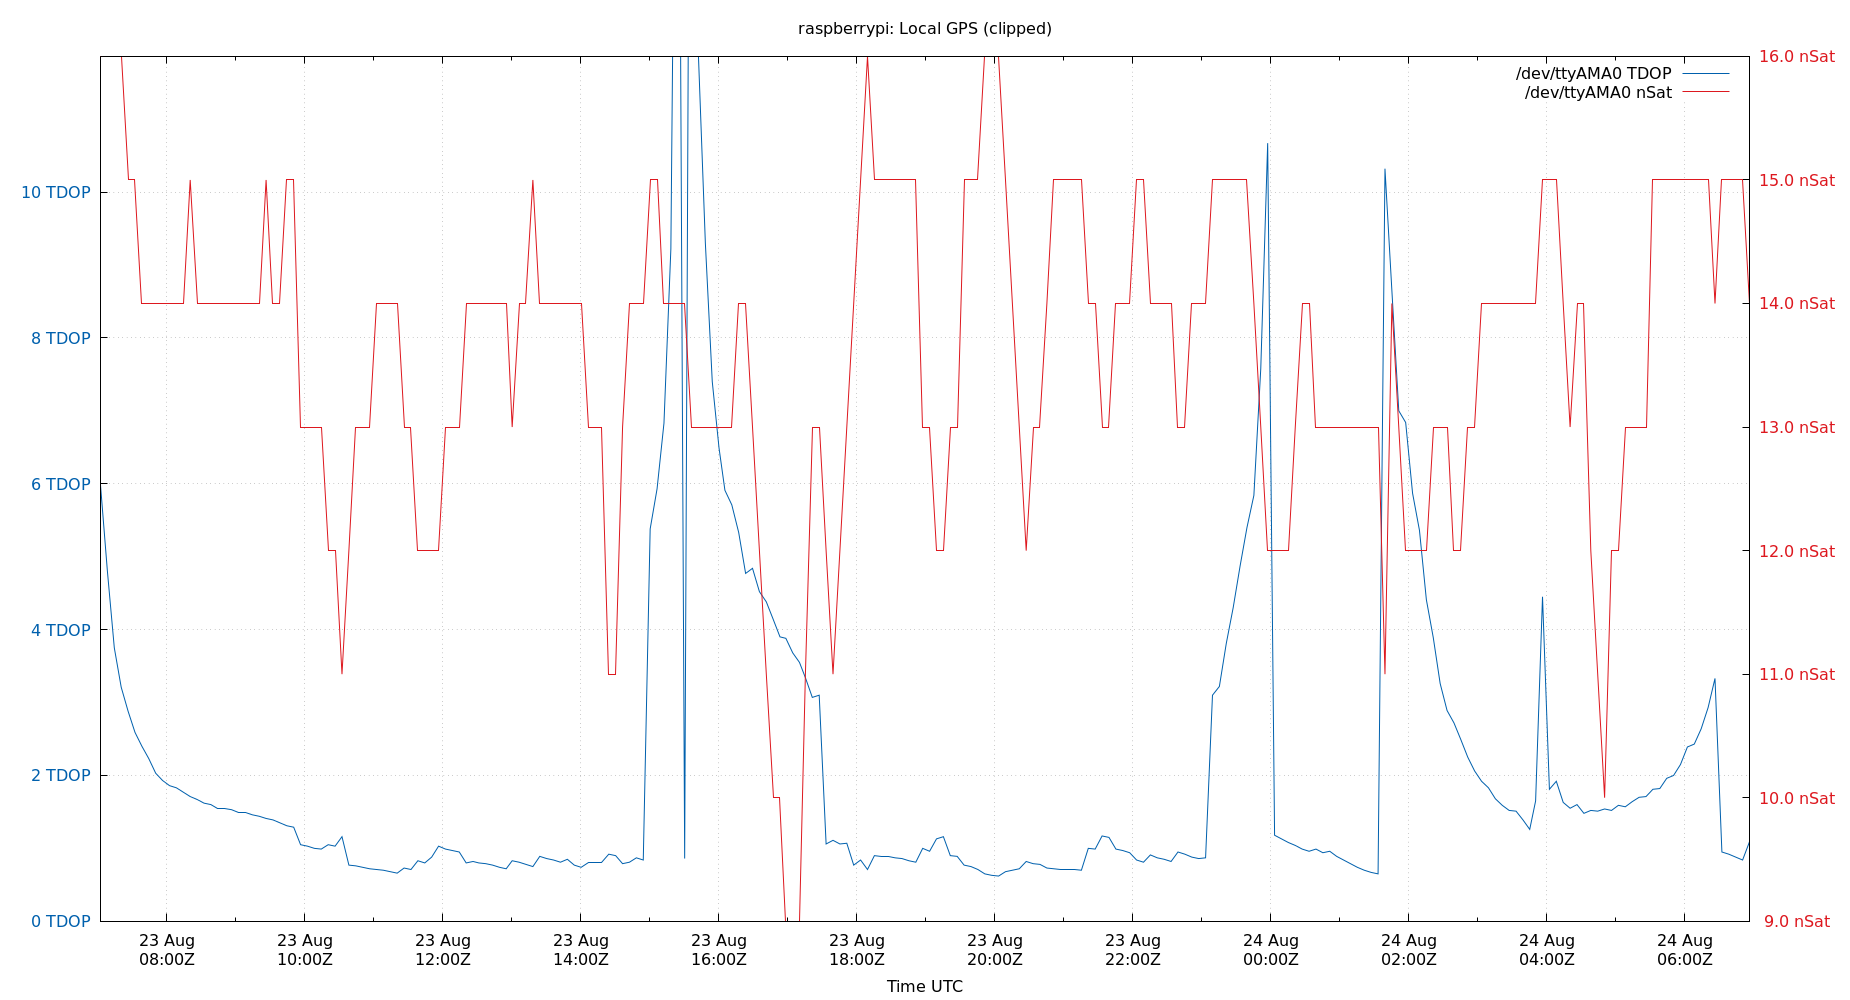 raspberrypi: Local GPS (clipped)
/dev/ttyAMA0 TDOP
/dev/ttyAMA0 nSat
10 TDOP
8 TDOP
6 TDOP
4 TDOP
2 TDOP
0 TDOP
16.0 nSat
15.0 nSat
14.0 nSat
13.0 nSat
12.0 nSat
11.0 nSat
10.0 nSat
9.0 nSat
23 Aug 23 Aug 23 Aug 23 Aug 23 Aug 23 Aug 23 Aug 23 Aug 24 Aug 24 Aug 24 Aug 24 Aug
08:00Z 10:00Z 12:00Z 14:00Z 16:00Z 18:00Z 20:00Z 22:00Z 00:00Z 02:00Z 04:00Z 06:00Z
Time UTC